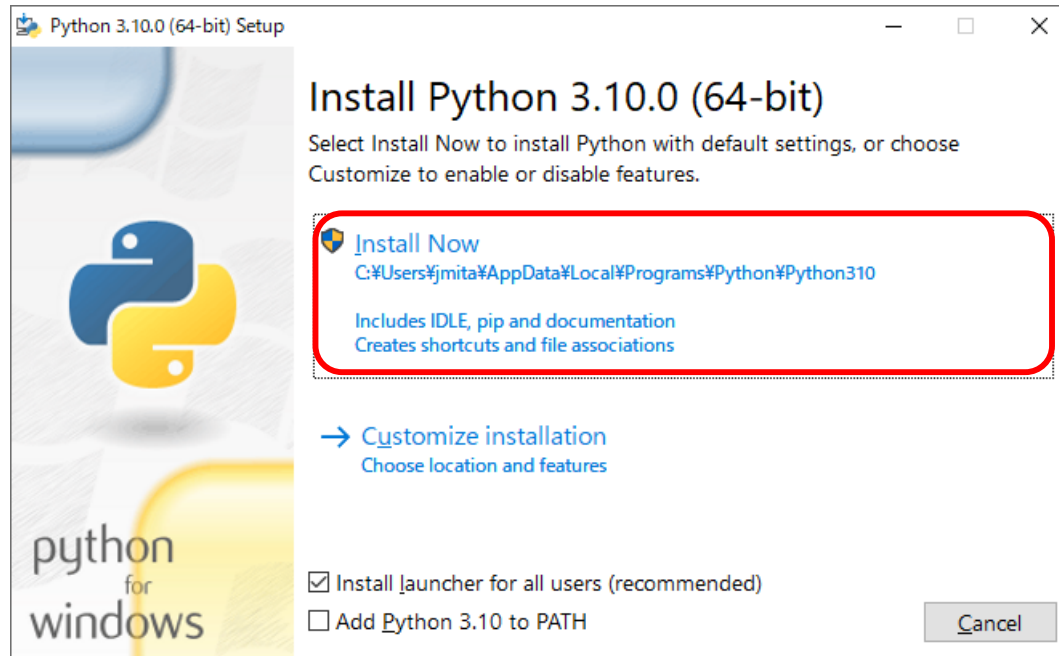 Python 3.10.0 (64-bit) Setup
Install Python 3.10.0 (64-bit)
Select Install Now to install Python with default settings, or choose
Customize to enable or disable features.
Install Now
C:¥Users¥jmita¥AppData¥Local¥Programs¥Python¥Python310
Includes IDLE, pip and documentation
Creates shortcuts and file associations
Customize installation
Choose location and features
python
for
windows
Install launcher for all users (recommended)
Add Python 3.10 to PATH
Cancel